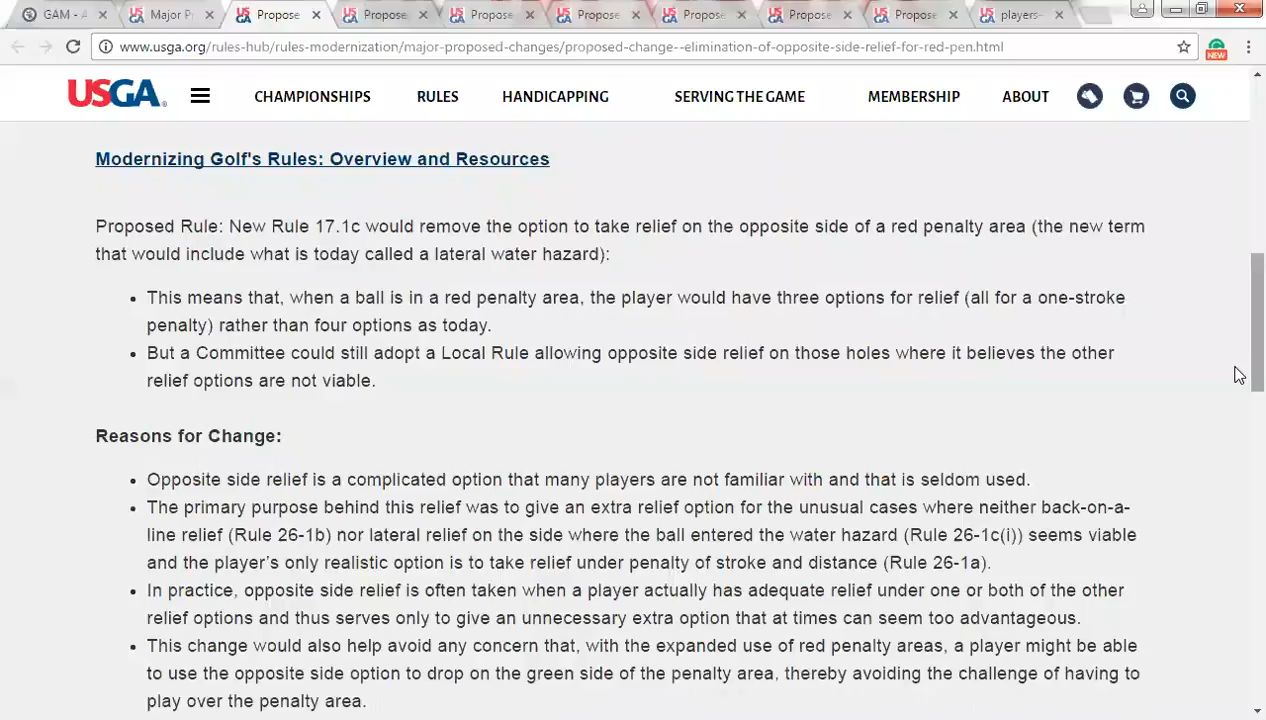 GAM - A
Major P
Propose
Propose
Propose
Propose
Propose
Propose
Propose
players-
www.usga.org/rules-hub/rules-modernization/major-proposed-changes/proposed-change--elimination-of-opposite-side-relief-for-red-pen.html
NEW
USGA
CHAMPIONSHIPS RULES HANDICAPPING SERVING THE GAME MEMBERSHIP ABOUT
Modernizing Golf's Rules: Overview and Resources
Proposed Rule: New Rule 17.1c would remove the option to take relief on the opposite side of a red penalty area (the new term
that would include what is today called a lateral water hazard):
• This means that, when a ball is in a red penalty area, the player would have three options for relief (all for a one-stroke
penalty) rather than four options as today.
• But a Committee could still adopt a Local Rule allowing opposite side relief on those holes where it believes the other
relief options are not viable.
Reasons for Change:
• Opposite side relief is a complicated option that many players are not familiar with and that is seldom used.
• The primary purpose behind this relief was to give an extra relief option for the unusual cases where neither back-on-a-
line relief (Rule 26-1b) nor lateral relief on the side where the ball entered the water hazard (Rule 26-1c(i)) seems viable
and the player's only realistic option is to take relief under penalty of stroke and distance (Rule 26-1a).
• In practice, opposite side relief is often taken when a player actually has adequate relief under one or both of the other
relief options and thus serves only to give an unnecessary extra option that at times can seem too advantageous.
• This change would also help avoid any concern that, with the expanded use of red penalty areas, a player might be able
to use the opposite side option to drop on the green side of the penalty area, thereby avoiding the challenge of having to
play over the penalty area.